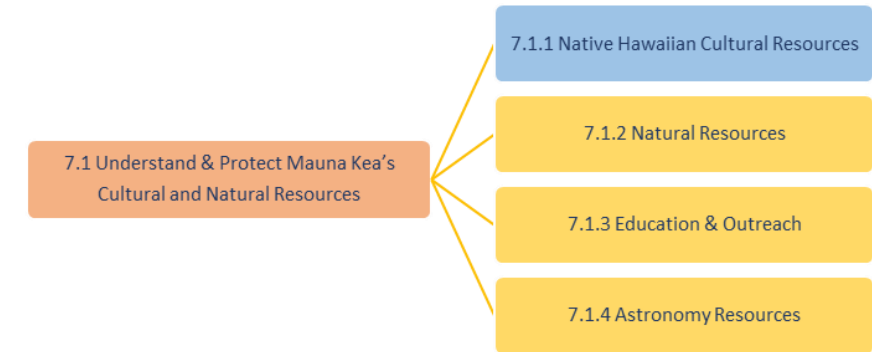 7.1.1 Native Hawaiian Cultural Resources
7.1.2 Natural Resources
7.1 Understand & Protect Mauna Kea’s
Cultural and Natural Resources
7.1.3 Education & Outreach
7.1.4 Astronomy Resources